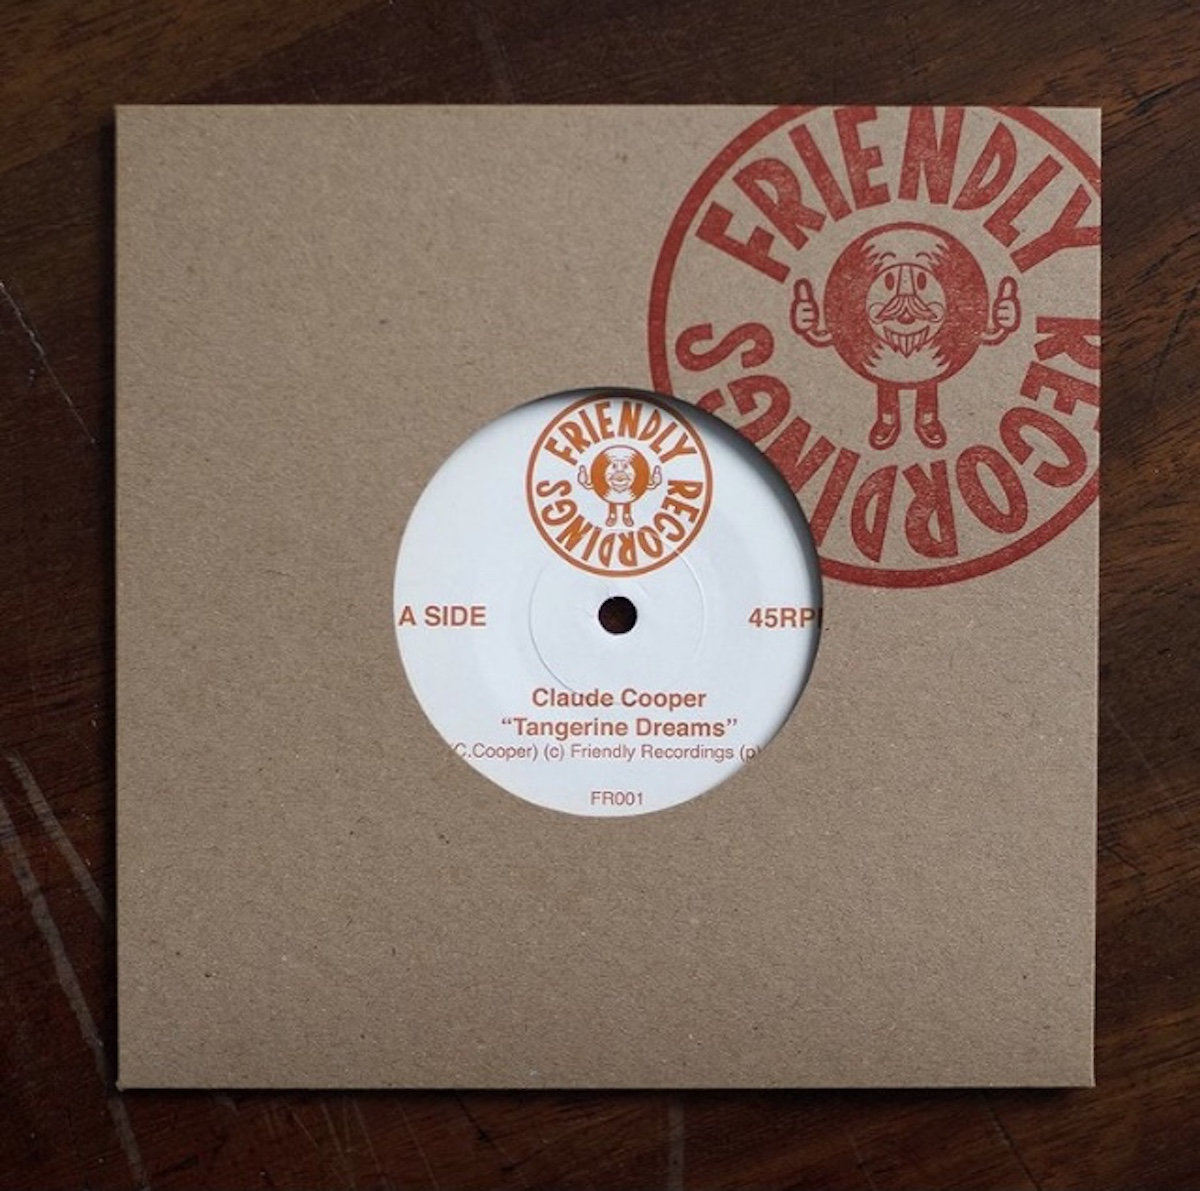 FRIENDLY RECORDINGS
FRIENDLY RECORDINGS
A SIDE
45RP
Claude Cooper
“Tangerine Dreams”
(C.Cooper) (c) Friendly Recordings (p)
FR001